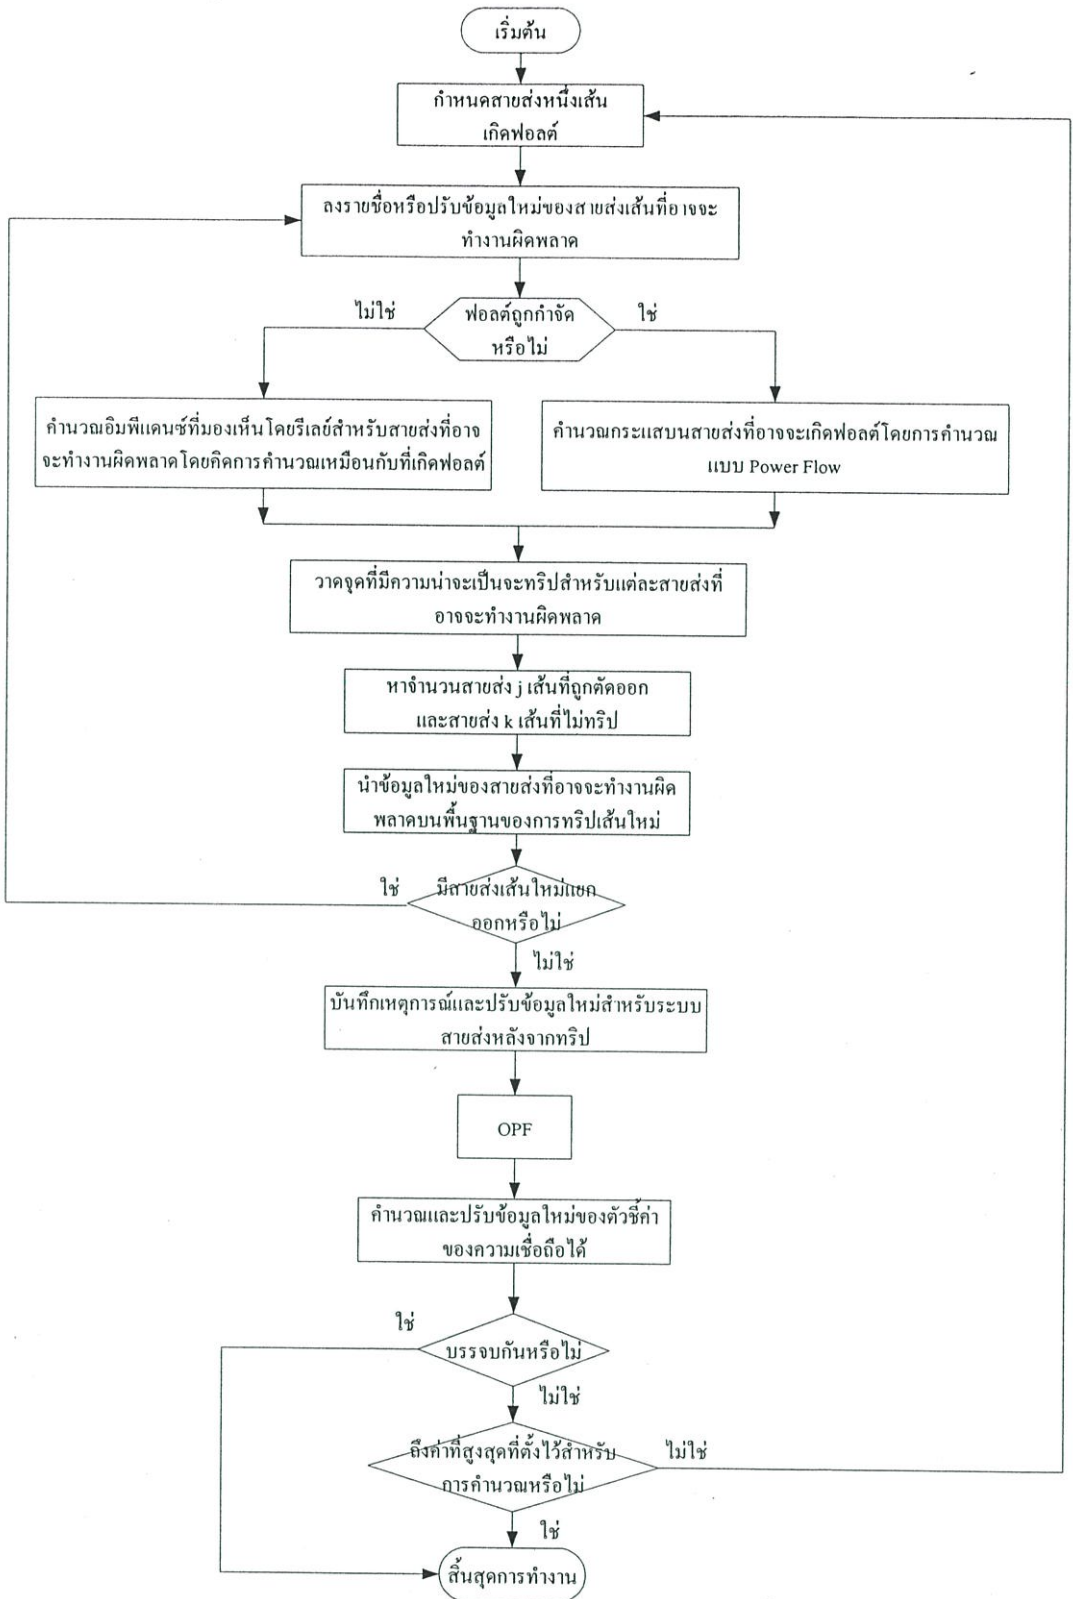 เริ่มต้น
กำหนดสายส่งหนึ่งเส้น
เกิดฟอลต์
ลงรายชื่อหรือปรับข้อมูลใหม่ของสายส่งเส้นที่อาจจะ
ทำงานผิดพลาด
ไม่ใช่
ฟอลต์ถูกกำจัด
หรือไม่
ใช่
คำนวณอิมพีแดนซ์ที่มองเห็นโดยรีเลย์สำหรับสายส่งที่อาจ
จะทำงานผิดพลาดโดยคิดการคำนวณเหมือนกับที่เกิดฟอลต์
คำนวณกระแสบนสายส่งที่อาจจะเกิดฟอลต์โดยการคำนวณ
แบบ Power Flow
วาดจุดที่มีความน่าจะเป็นจะทริปสำหรับแต่ละสายส่งที่
อาจจะทำงานผิดพลาด
หาจำนวนสายส่ง j เส้นที่ถูกตัดออก
และสายส่ง k เส้นที่ไม่ทริป
นำข้อมูลใหม่ของสายส่งที่อาจจะทำงานผิด
พลาดบนพื้นฐานของการทริปเส้นใหม่
ใช่
มีสายส่งเส้นใหม่แยก
ออกหรือไม่
ไม่ใช่
บันทึกเหตุการณ์และปรับข้อมูลใหม่สำหรับระบบ
สายส่งหลังจากทริป
OPF
คำนวณและปรับข้อมูลใหม่ของตัวชี้ค่า
ของความเชื่อถือได้
ใช่
บรรจบกันหรือไม่
ไม่ใช่
ถึงค่าที่สูงสุดที่ตั้งไว้สำหรับ
การคำนวณหรือไม่
ไม่ใช่
ใช่
สิ้นสุดการทำงาน